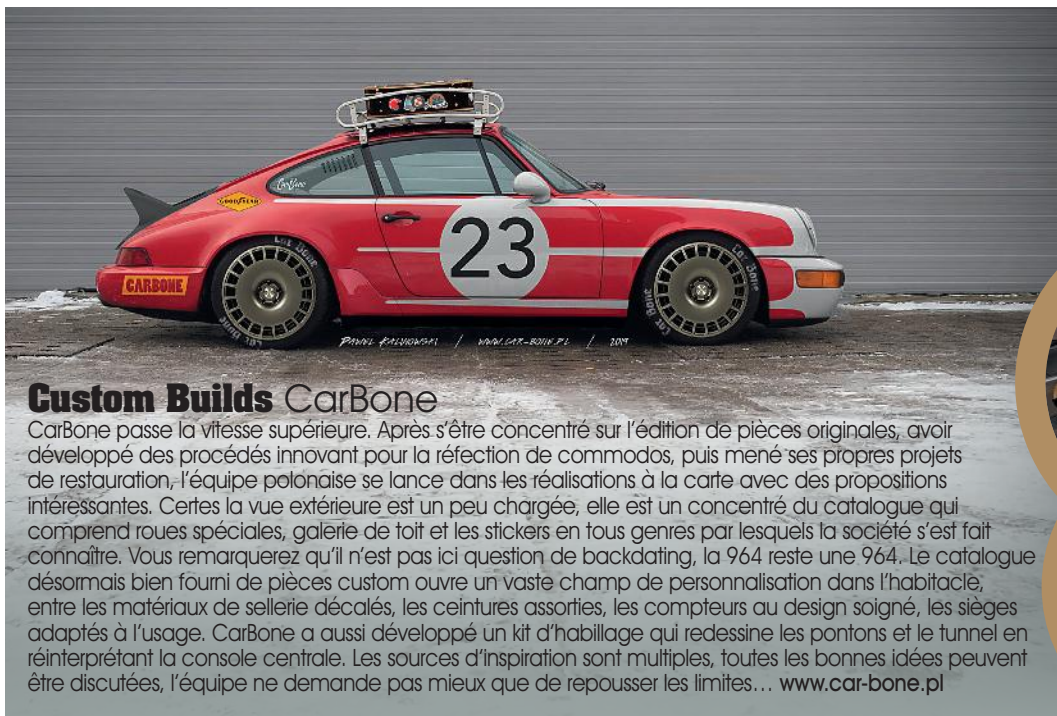 CarBone
GOODYEAR
23
Car Bone
Car Bone
CARBONE
Car Bone
Car Bone
PAWEL KALINOWSKI / WWW.CAR-BONE.PL / 2019
Custom Builds CarBone
CarBone passe la vitesse supérieure. Après s’être concentré sur l’édition de pièces originales, avoir
développé des procédés innovant pour la réfection de commodos, puis mené ses propres projets
de restauration, l’équipe polonaise se lance dans les réalisations à la carte avec des propositions
intéressantes. Certes la vue extérieure est un peu chargée, elle est un concentré du catalogue qui
comprend roues spéciales, galerie de toit et les stickers en tous genres par lesquels la société s’est fait
connaître. Vous remarquerez qu’il n’est pas ici question de backdating, la 964 reste une 964. Le catalogue
désormais bien fourni de pièces custom ouvre un vaste champ de personnalisation dans l’habitacle,
entre les matériaux de sellerie décalés, les ceintures assorties, les compteurs au design soigné, les sièges
adaptés à l’usage. CarBone a aussi développé un kit d’habillage qui redessine les pontons et le tunnel en
réinterprétant la console centrale. Les sources d’inspiration sont multiples, toutes les bonnes idées peuvent
être discutées, l’équipe ne demande pas mieux que de repousser les limites… www.car-bone.pl